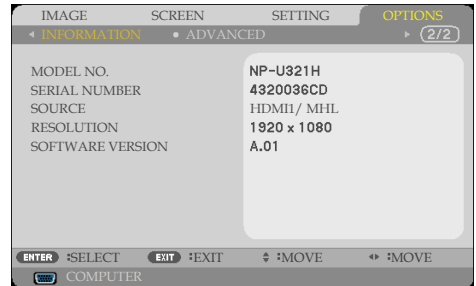 IMAGE SCREEN SETTING OPTIONS
INFORMATION • ADVANCED (2/2)
MODEL NO. NP-U321H
SERIAL NUMBER 4320036CD
SOURCE HDMI1/ MHL
RESOLUTION 1920 x 1080
SOFTWARE VERSION A.01
ENTER :SELECT EXIT :EXIT :MOVE :MOVE
COMPUTER